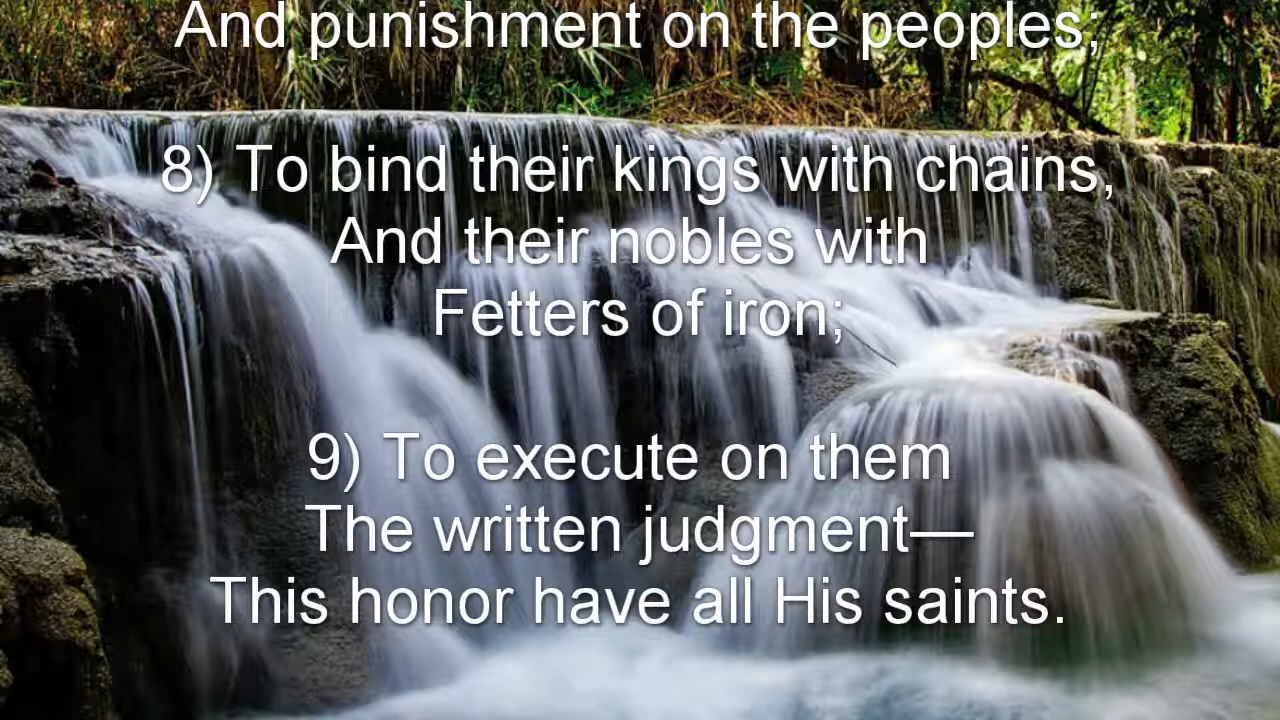 And punishment on the peoples;
8) To bind their kings with chains,
And their nobles with
Fetters of iron;
9) To execute on them
The written judgment—
This honor have all His saints.